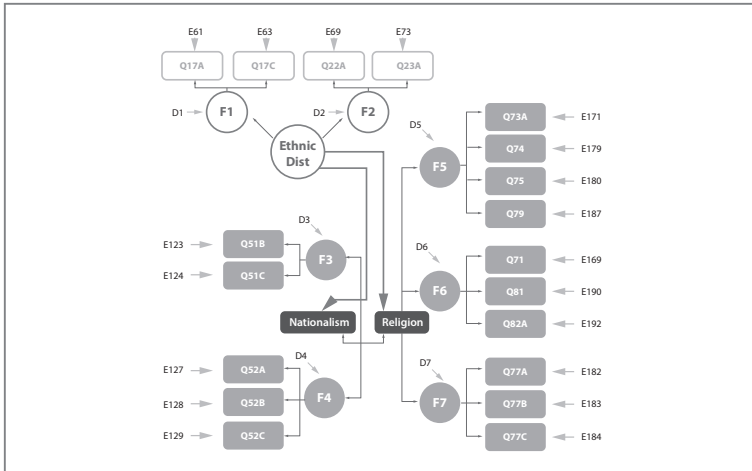 E61 E63 E69 E73
Q17A Q17C Q22A Q23A
D1 F1 D2 F2
Ethnic
Dist
D5
F5
Q73A E171
Q74 E179
Q75 E180
Q79 E187
D3
F3
E123 Q51B
E124 Q51C
D6
F6
Q71 E169
Q81 E190
Q82A E192
Nationalism Religion
D4
F4
E127 Q52A
E128 Q52B
E129 Q52C
D7
F7
Q77A E182
Q77B E183
Q77C E184